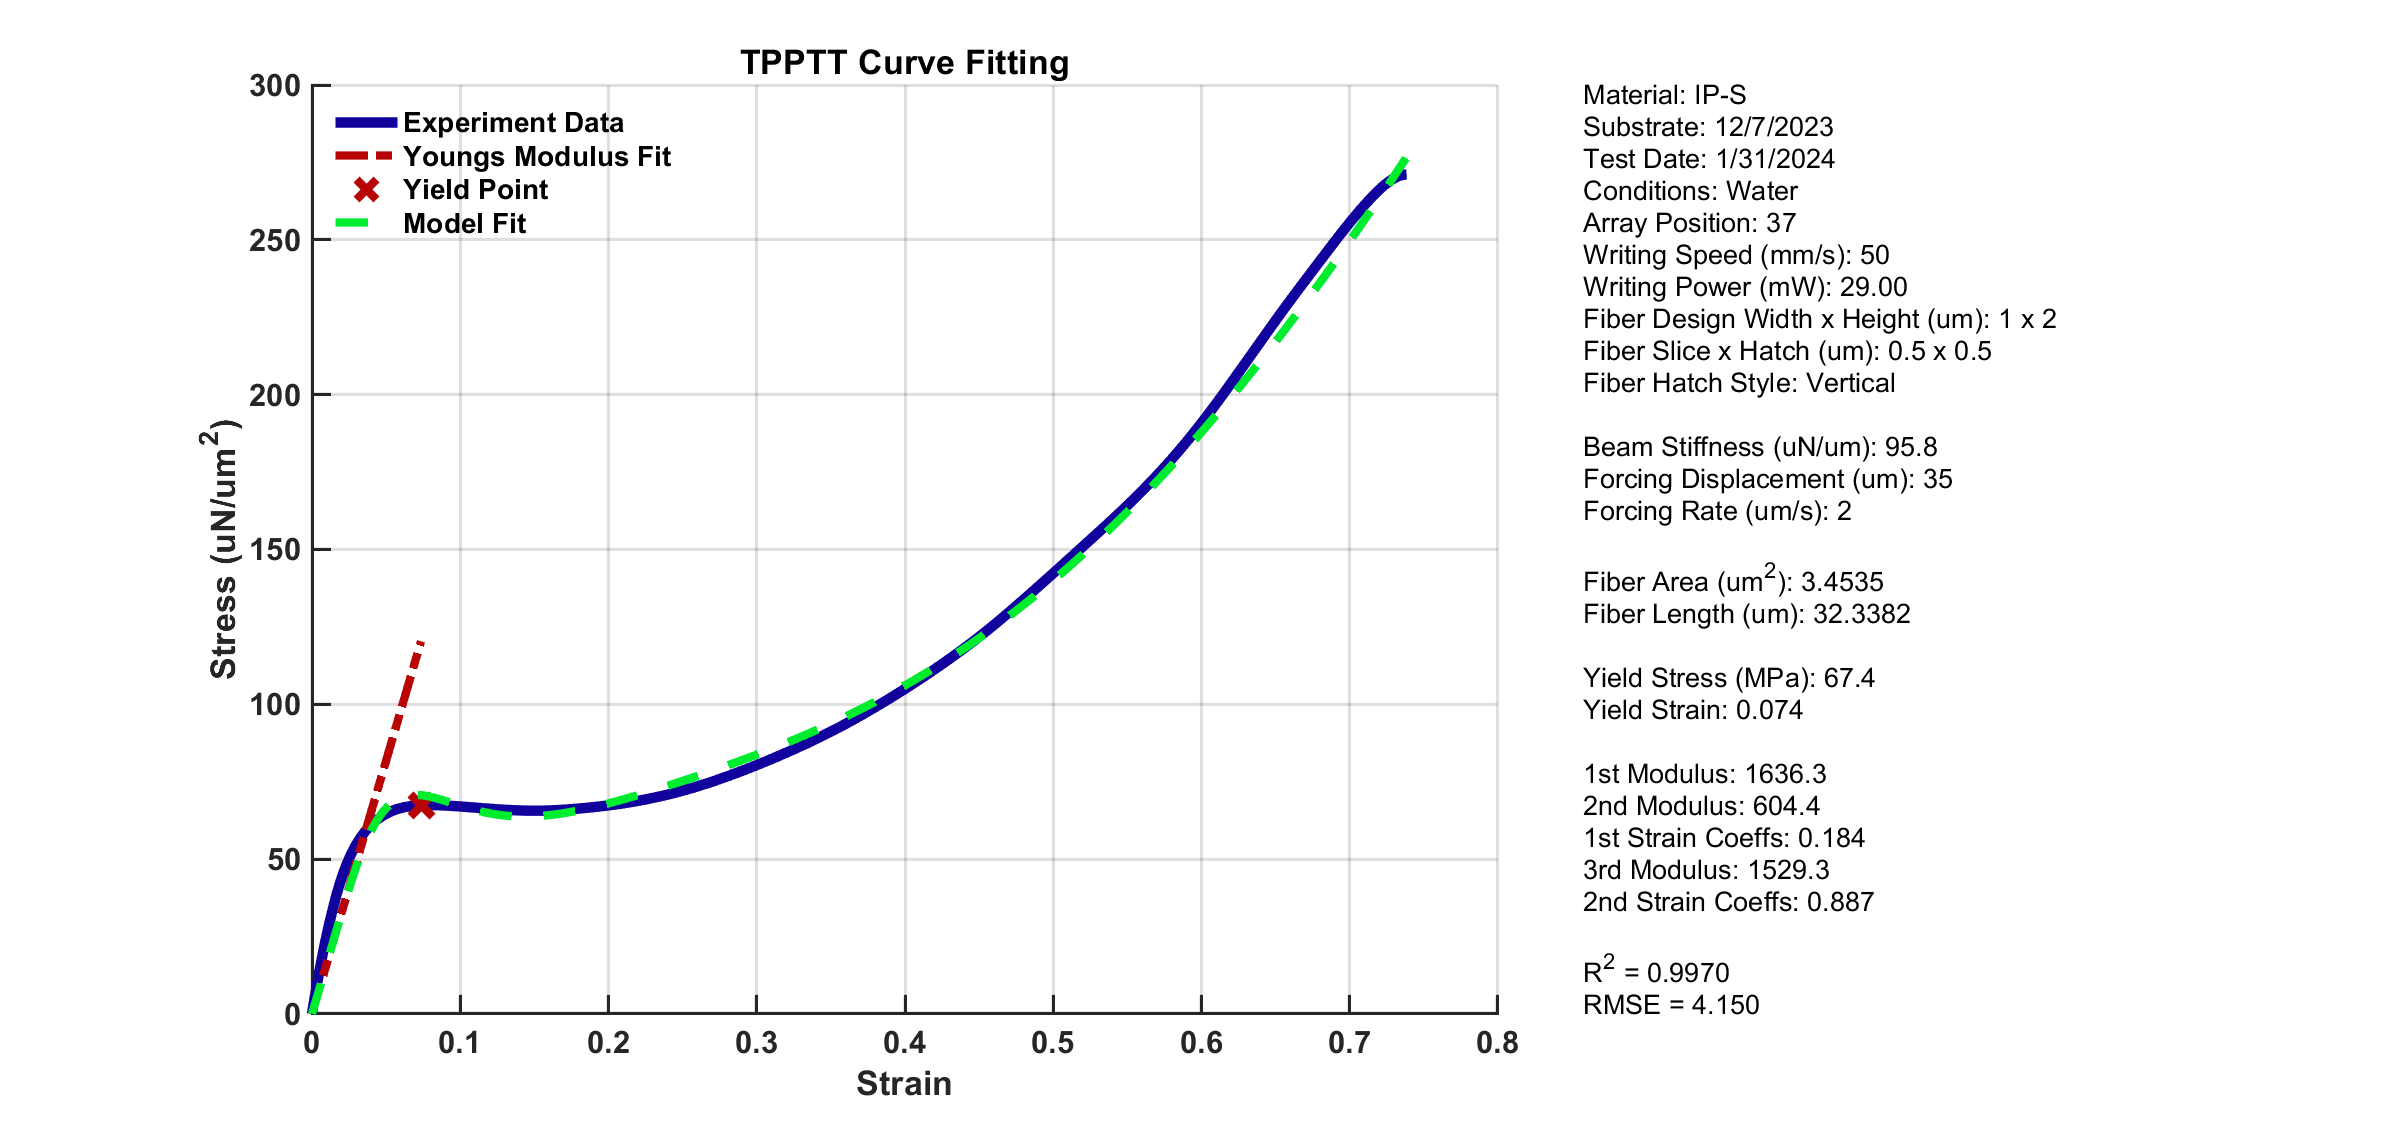 TPPTT Curve Fitting
300
250
200
150
100
50
0
Stress (uN/um²)
Experiment Data
Youngs Modulus Fit
Yield Point
Model Fit
0
0.1
0.2
0.3
0.4
0.5
0.6
0.7
0.8
Strain
Material: IP-S
Substrate: 12/7/2023
Test Date: 1/31/2024
Conditions: Water
Array Position: 37
Writing Speed (mm/s): 50
Writing Power (mW): 29.00
Fiber Design Width x Height (um): 1 x 2
Fiber Slice x Hatch (um): 0.5 x 0.5
Fiber Hatch Style: Vertical
Beam Stiffness (uN/um): 95.8
Forcing Displacement (um): 35
Forcing Rate (um/s): 2
Fiber Area (um²): 3.4535
Fiber Length (um): 32.3382
Yield Stress (MPa): 67.4
Yield Strain: 0.074
1st Modulus: 1636.3
2nd Modulus: 604.4
1st Strain Coeffs: 0.184
3rd Modulus: 1529.3
2nd Strain Coeffs: 0.887
R² = 0.9970
RMSE = 4.150